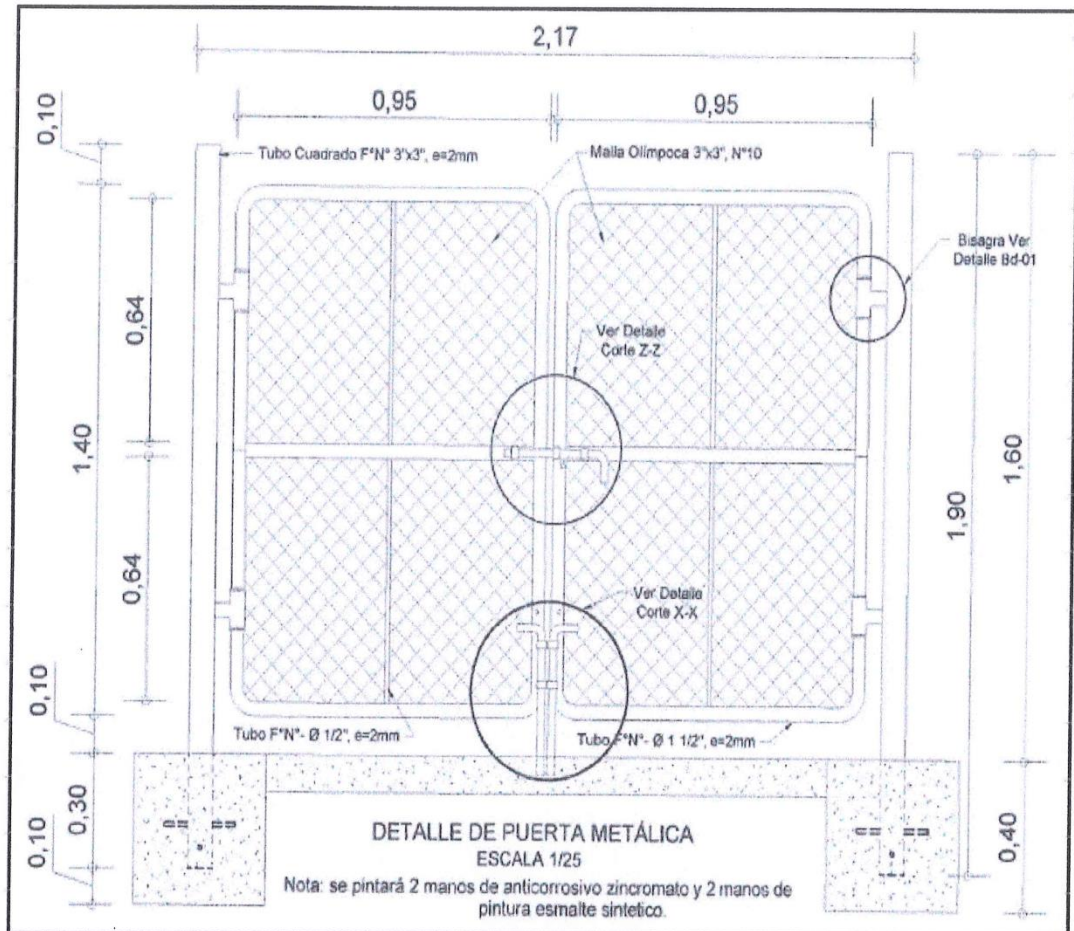 2,17
0,95
0,95
0,10
Tubo Cuadrado F°N° 3"x3", e=2mm
Malla Olímpoca 3"x3", N°10
Bisagra Ver
Detalle Bd-01
0,64
Ver Detalle
Corte Z-Z
1,40
1,60
1,90
0,64
Ver Detalle
Corte X-X
0,10
Tubo F°N°- Ø 1/2", e=2mm
Tubo F°N°- Ø 1 1/2", e=2mm
0,30
0,10
0,40
DETALLE DE PUERTA METÁLICA
ESCALA 1/25
Nota: se pintará 2 manos de anticorrosivo zincromato y 2 manos de
pintura esmalte sintetico.